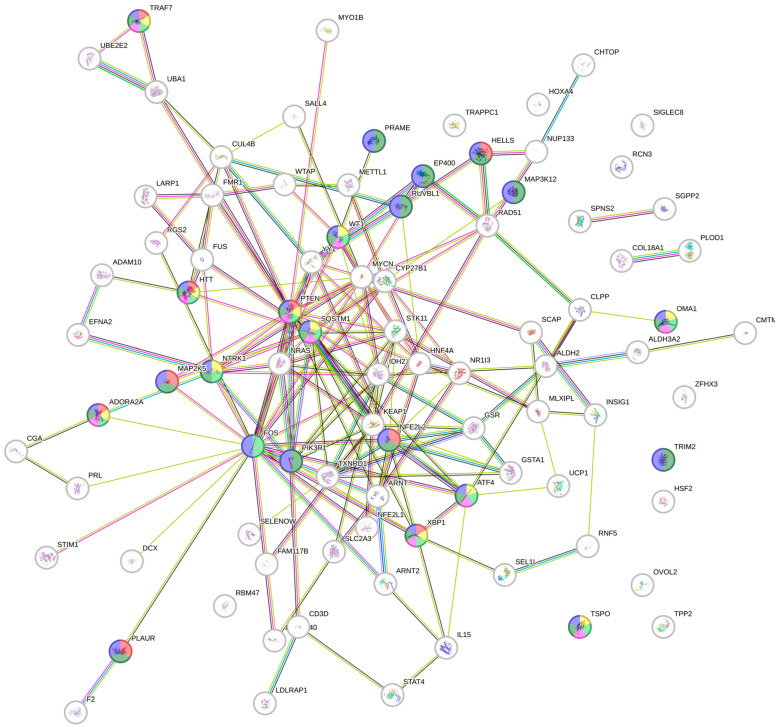 TRAF7
MYO1B
UBE2E2
CHTOP
UBA1
HOXA4
SALL4
TRAPPC1
SIGLEC8
PRAME
HELLS
NUP133
CUL4B
RCN3
EP400
METTL1
MAP3K12
WTAP
LARP1
FMR1
RUVBL1
SGPP2
SPNS2
RAD51
WT1
RGS2
FUS
PLOD1
COL18A1
MYCN
CYP27B1
ADAM10
HTT
CLPP
PTEN
OMA1
SQSTM1
EFNA2
STK11
SCAP
CMTM
ALDH3A2
NRAS
IDH2
HNF4A
NR1I3
ALDH2
NTRK1
MAP2K5
ZFHX3
MLXIPL
INSIG1
ADORA2A
KEAP1
GSR
NFE2L2
FOS
CGA
PIK3R1
TRIM2
TXNRD1
GSTA1
PRL
ARNT
ATF4
UCP1
HSF2
NFE2L1
XBP1
SELENOW
RNF5
STIM1
SLC2A3
DCX
FAM117B
SEL1L
ARNT2
OVOL2
RBM47
CD3D
TSPO
TPP2
40
IL15
PLAUR
STAT4
F2
LDLRAP1